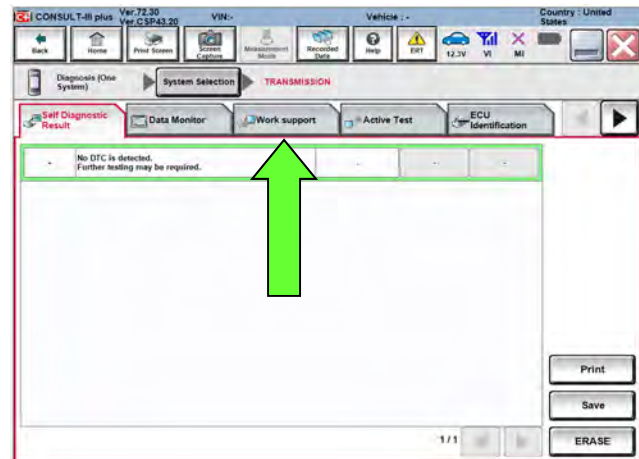 CONSULT-III plus Ver.72.30 Ver.CSP43.20 VIN:- Vehicle : - Country : United States
Back Home Print Screen Screen Capture Measurement Mode Recorded Data Help ERT 12.3V VI MI
Diagnosis (One System) System Selection TRANSMISSION
Self Diagnostic Result Data Monitor Work support Active Test ECU Identification
- No DTC is detected. - - -
Further testing may be required.
Print
Save
1/1 ERASE